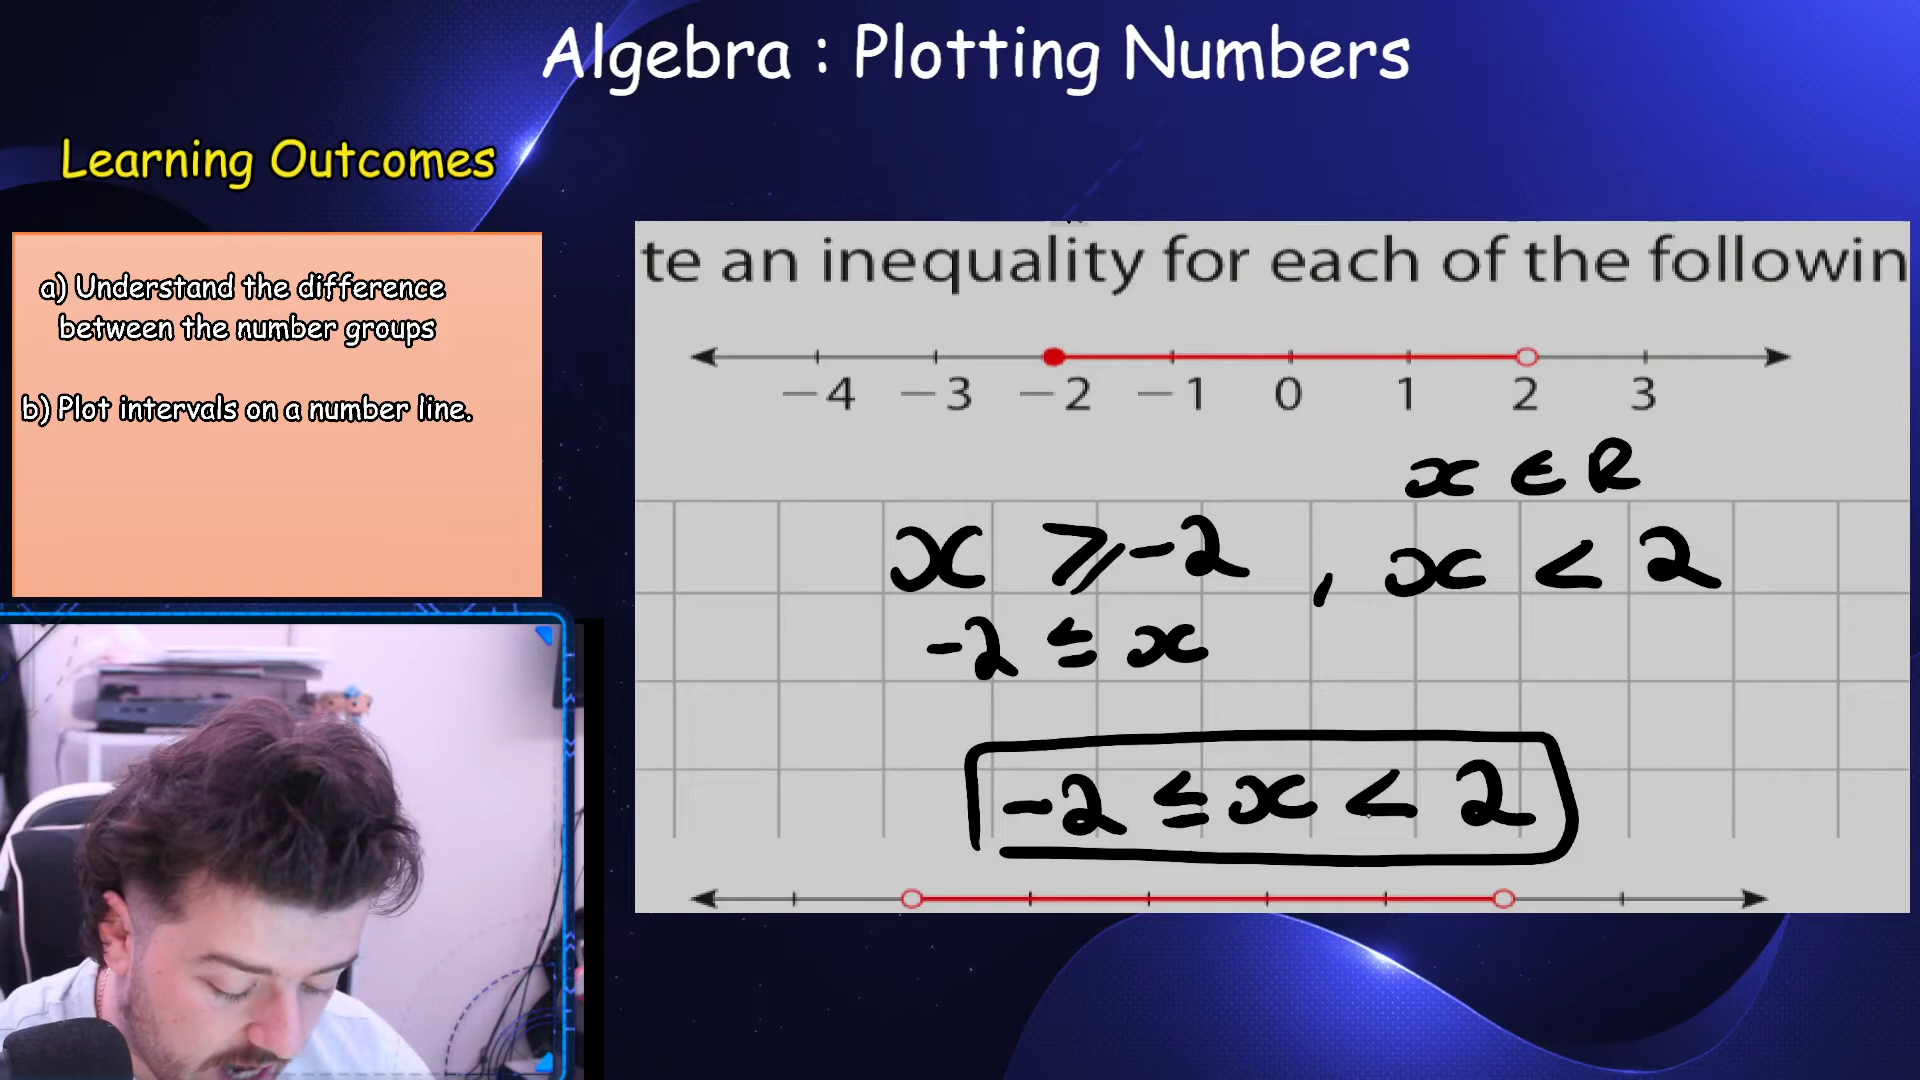 Algebra : Plotting Numbers
Learning Outcomes
a) Understand the difference
between the number groups
b) Plot intervals on a number line.
te an inequality for each of the followin
−4 −3 −2 −1 0 1 2 3
x ∈ R
x ⩾ -2 , x < 2
-2 ≤ x
-2 ≤ x < 2